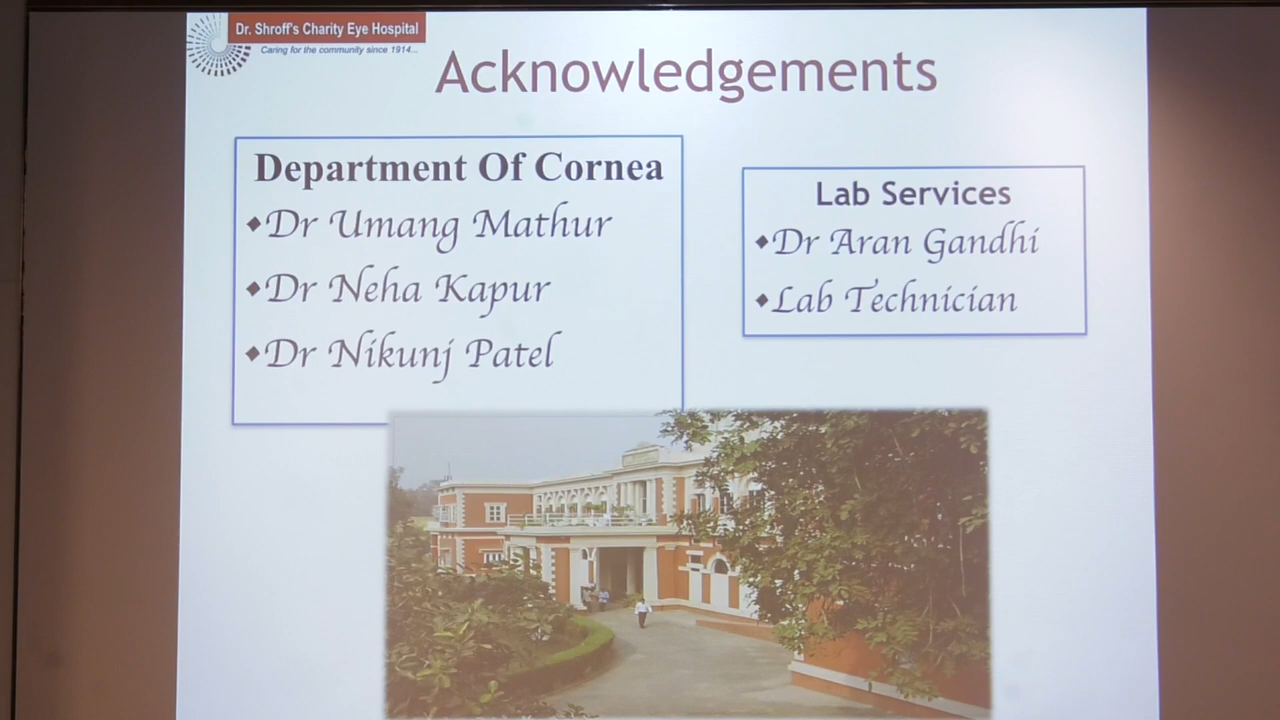 Dr. Shroff's Charity Eye Hospital
Caring for the community since 1914...
Acknowledgements
Department Of Cornea
◆Dr Umang Mathur
◆Dr Neha Kapur
◆Dr Nikunj Patel
Lab Services
◆Dr Aran Gandhi
◆Lab Technician